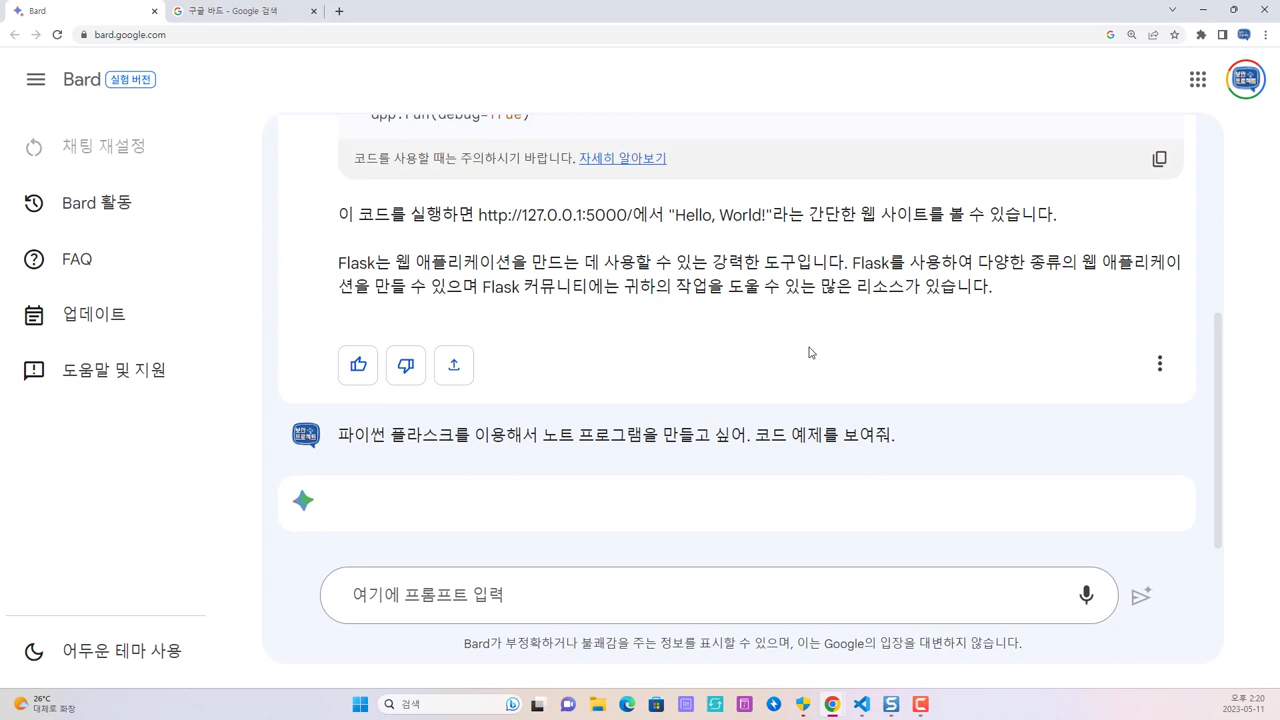 Bard
구글 바드 - Google 검색
bard.google.com
Bard 실험 버전
채팅 재설정
Bard 활동
FAQ
업데이트
도움말 및 지원
어두운 테마 사용
app.run(debug=True)
코드를 사용할 때는 주의하시기 바랍니다. 자세히 알아보기
이 코드를 실행하면 http://127.0.0.1:5000/에서 "Hello, World!"라는 간단한 웹 사이트를 볼 수 있습니다.
Flask는 웹 애플리케이션을 만드는 데 사용할 수 있는 강력한 도구입니다. Flask를 사용하여 다양한 종류의 웹 애플리케이
션을 만들 수 있으며 Flask 커뮤니티에는 귀하의 작업을 도울 수 있는 많은 리소스가 있습니다.
보안
프로젝트
파이썬 플라스크를 이용해서 노트 프로그램을 만들고 싶어. 코드 예제를 보여줘.
여기에 프롬프트 입력
Bard가 부정확하거나 불쾌감을 주는 정보를 표시할 수 있으며, 이는 Google의 입장을 대변하지 않습니다.
26°C
대체로 화창
검색
오후 2:20
2023-05-11